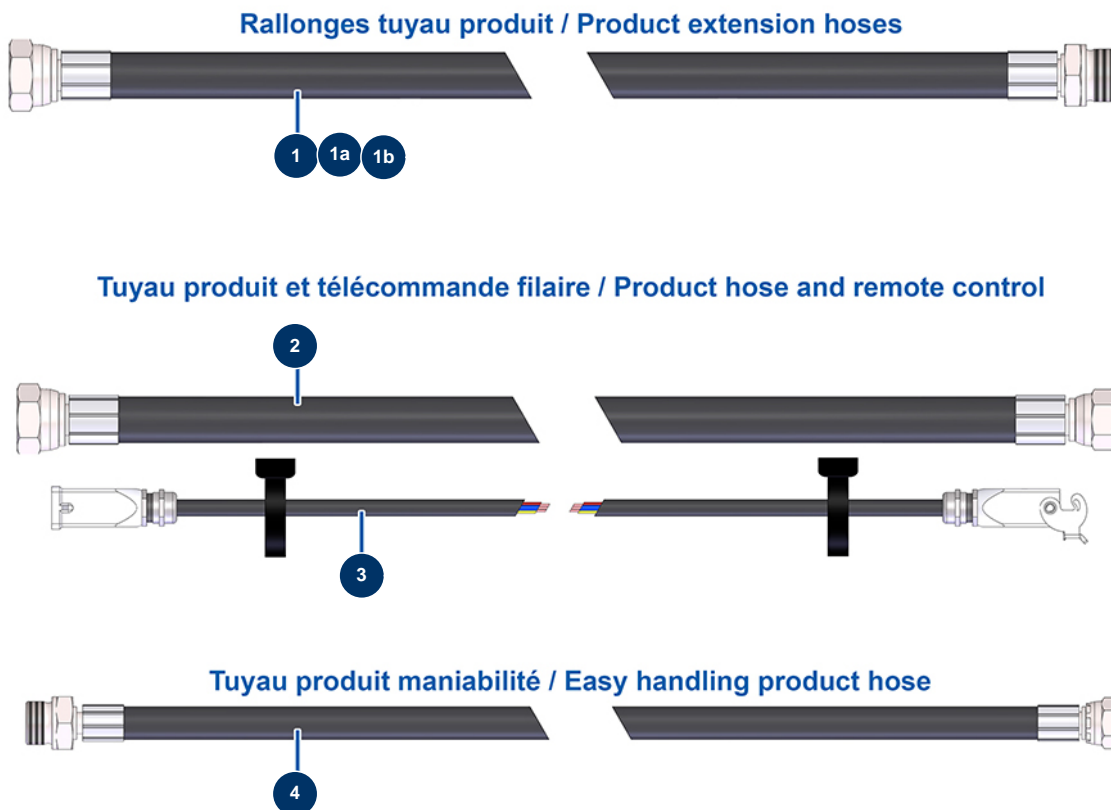 Rallonges tuyau produit / Product extension hoses
1 1a 1b
Tuyau produit et télécommande filaire / Product hose and remote control
2
3
Tuyau produit maniabilité / Easy handling product hose
4